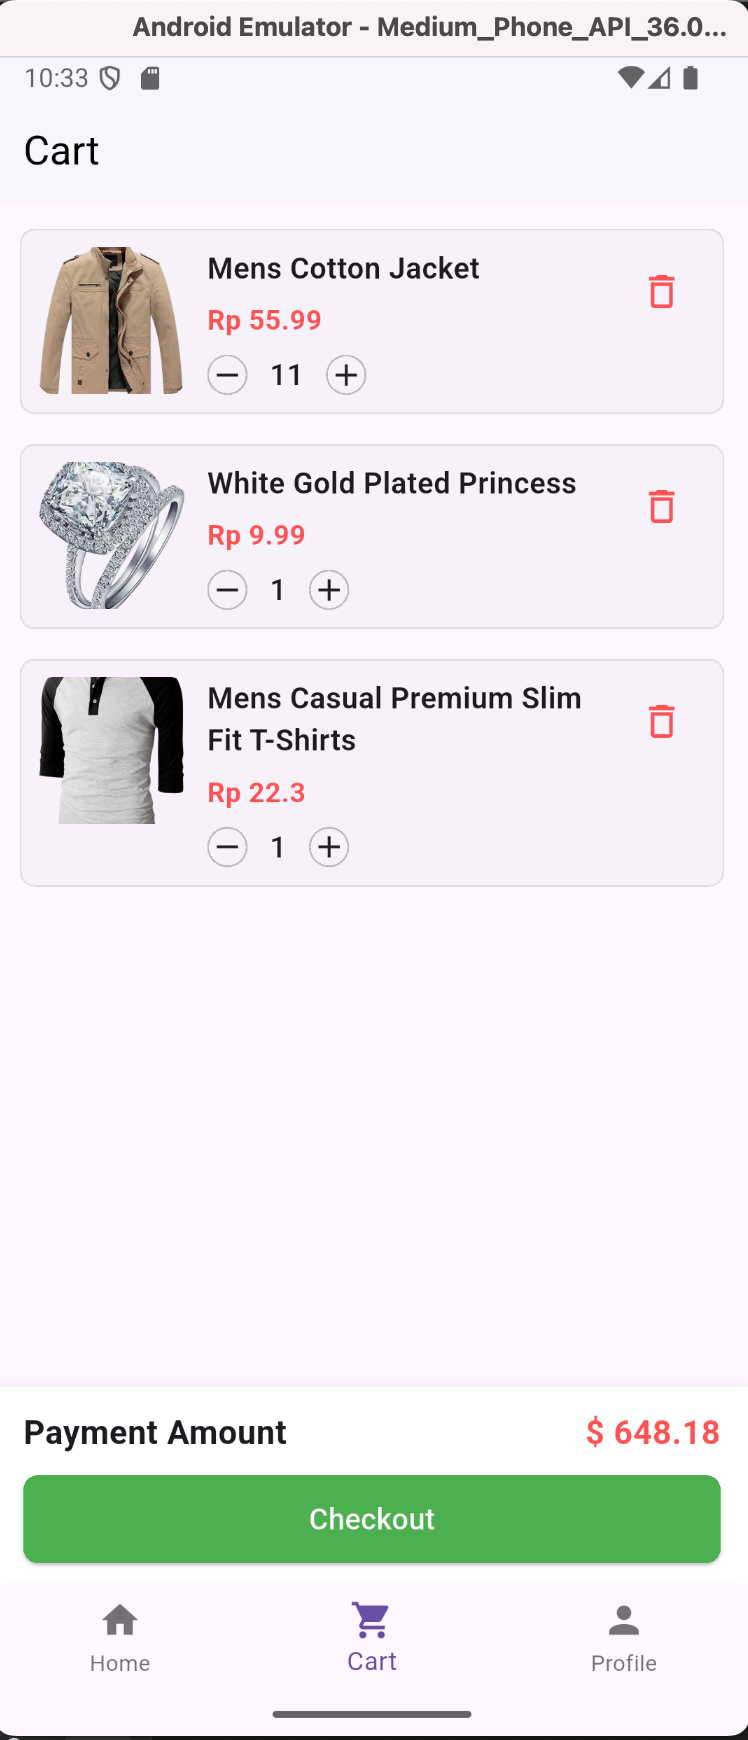 Android Emulator - Medium_Phone_API_36.0...
10:33
Cart
Mens Cotton Jacket
Rp 55.99
11
White Gold Plated Princess
Rp 9.99
1
Mens Casual Premium Slim
Fit T-Shirts
Rp 22.3
1
Payment Amount $ 648.18
Checkout
Home Cart Profile